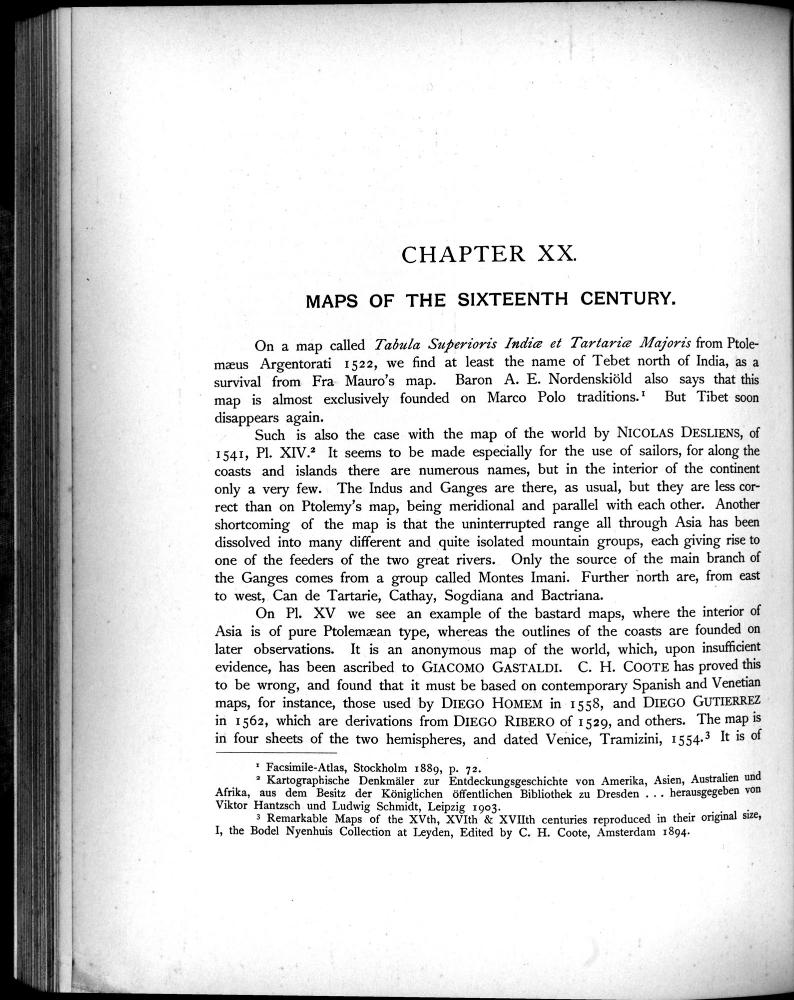 CHAPTER XX.
MAPS OF THE SIXTEENTH CENTURY.
On a map called Tabula Superioris Indiæ et Tartariæ Majoris from Ptole-
mæus Argentorati 1522, we find at least the name of Tebet north of India, as a
survival from Fra Mauro's map. Baron A. E. Nordenskiöld also says that this
map is almost exclusively founded on Marco Polo traditions.¹ But Tibet soon
disappears again.
Such is also the case with the map of the world by NICOLAS DESLIENS, of
1541, Pl. XIV.² It seems to be made especially for the use of sailors, for along the
coasts and islands there are numerous names, but in the interior of the continent
only a very few. The Indus and Ganges are there, as usual, but they are less cor-
rect than on Ptolemy's map, being meridional and parallel with each other. Another
shortcoming of the map is that the uninterrupted range all through Asia has been
dissolved into many different and quite isolated mountain groups, each giving rise to
one of the feeders of the two great rivers. Only the source of the main branch of
the Ganges comes from a group called Montes Imani. Further north are, from east
to west, Can de Tartarie, Cathay, Sogdiana and Bactriana.
On Pl. XV we see an example of the bastard maps, where the interior of
Asia is of pure Ptolemæan type, whereas the outlines of the coasts are founded on
later observations. It is an anonymous map of the world, which, upon insufficient
evidence, has been ascribed to GIACOMO GASTALDI. C. H. COOTE has proved this
to be wrong, and found that it must be based on contemporary Spanish and Venetian
maps, for instance, those used by DIEGO HOMEM in 1558, and DIEGO GUTIERREZ
in 1562, which are derivations from DIEGO RIBERO of 1529, and others. The map is
in four sheets of the two hemispheres, and dated Venice, Tramizini, 1554.³ It is of
¹ Facsimile-Atlas, Stockholm 1889, p. 72.
² Kartographische Denkmäler zur Entdeckungsgeschichte von Amerika, Asien, Australien und
Afrika, aus dem Besitz der Königlichen öffentlichen Bibliothek zu Dresden . . . herausgegeben von
Viktor Hantzsch und Ludwig Schmidt, Leipzig 1903.
³ Remarkable Maps of the XVth, XVIth & XVIIth centuries reproduced in their original size,
I, the Bodel Nyenhuis Collection at Leyden, Edited by C. H. Coote, Amsterdam 1894.